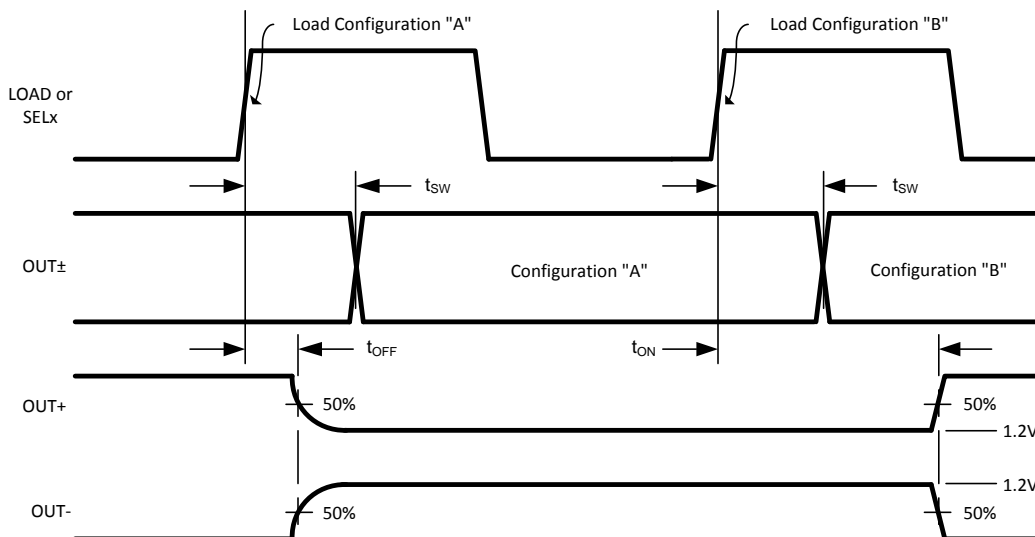 Load Configuration "A"
Load Configuration "B"
LOAD or
SELx
tSW
tSW
OUT±
Configuration "A"
Configuration "B"
tOFF
tON
OUT+
50%
50%
1.2V
1.2V
OUT-
50%
50%